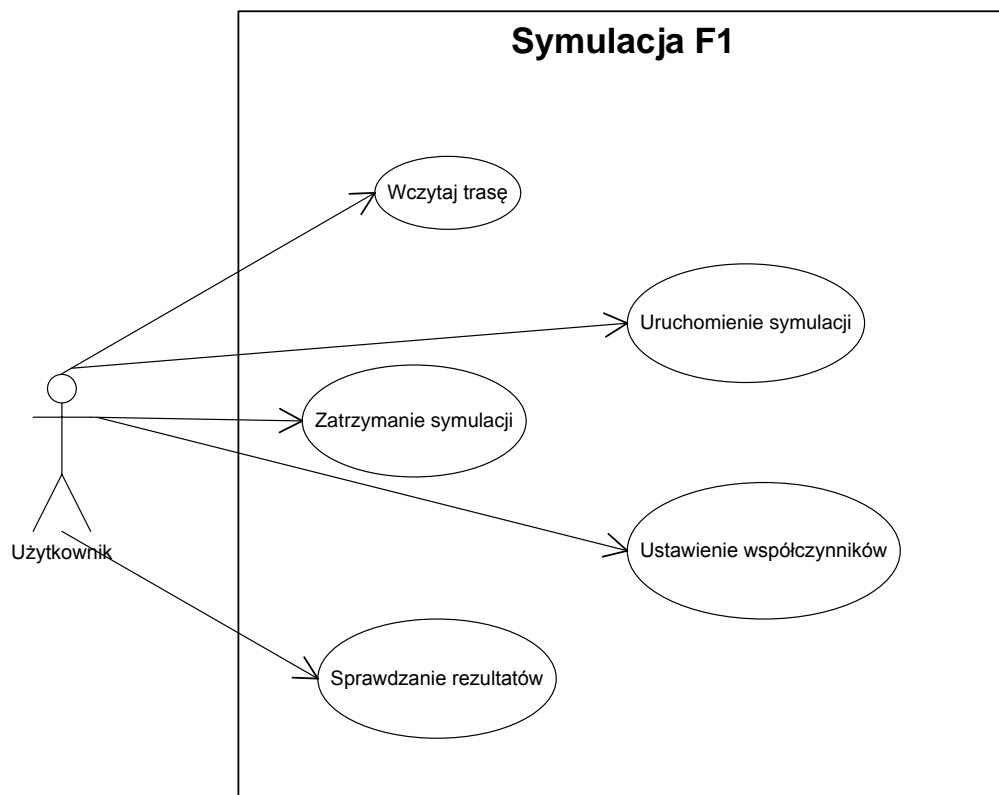 Symulacja F1
Wczytaj trasę
Uruchomienie symulacji
Zatrzymanie symulacji
Ustawienie współczynników
Użytkownik
Sprawdzanie rezultatów